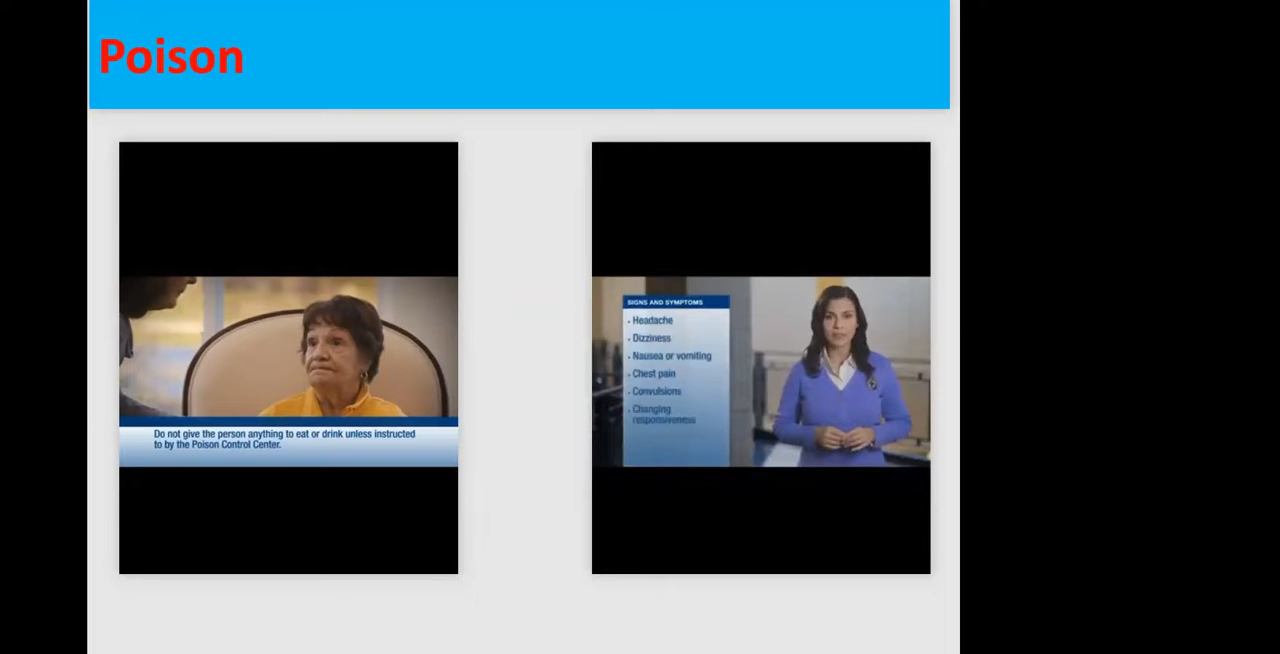 Poison
Do not give the person anything to eat or drink unless instructed
to by the Poison Control Center.
SIGNS AND SYMPTOMS
- Headache
- Dizziness
- Nausea or vomiting
- Chest pain
- Convulsions
- Changing
responsiveness